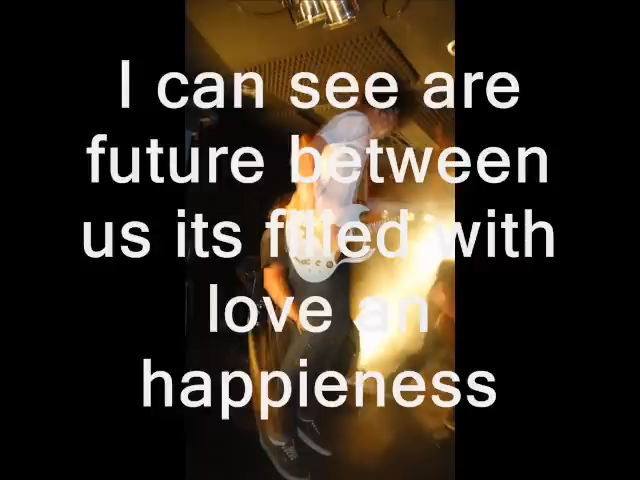 I can see are
future between
us its filled with
love an
happieness